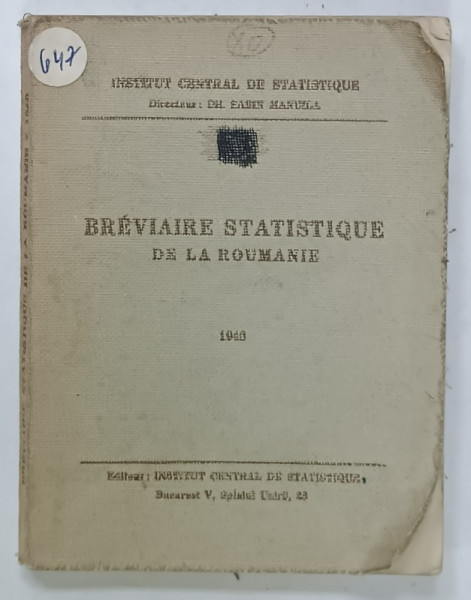 647
80
INSTITUT CENTRAL DE STATISTIQUE
Directeur : DR. SABIN MANUILA
BRÉVIAIRE STATISTIQUE
DE LA ROUMANIE
Editeur : INSTITUT CENTRAL DE STATISTIQUE,
Bucarest V, Splaiul Unirii, 28